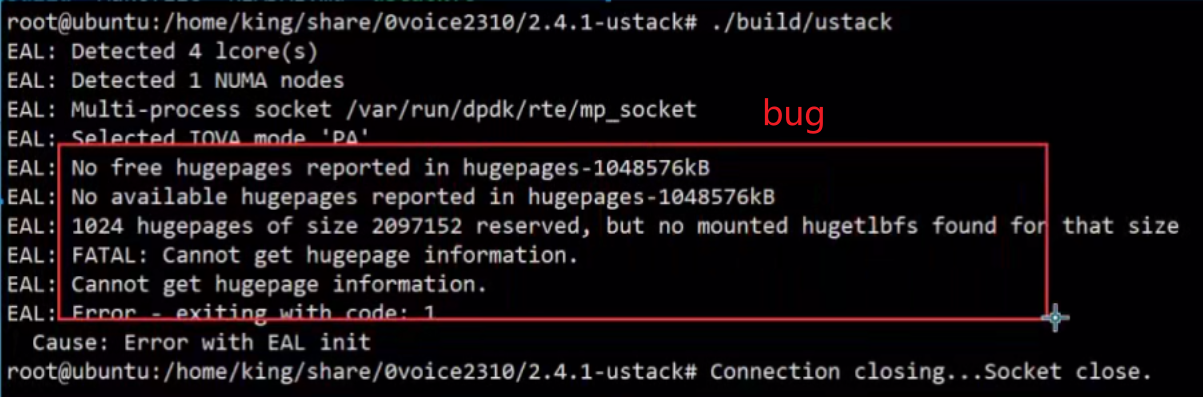 root@ubuntu:/home/king/share/0voice2310/2.4.1-ustack# ./build/ustack
EAL: Detected 4 lcore(s)
EAL: Detected 1 NUMA nodes
EAL: Multi-process socket /var/run/dpdk/rte/mp_socket
bug
EAL: Selected IOVA mode 'PA'
EAL: No free hugepages reported in hugepages-1048576kB
EAL: No available hugepages reported in hugepages-1048576kB
EAL: 1024 hugepages of size 2097152 reserved, but no mounted hugetlbfs found for that size
EAL: FATAL: Cannot get hugepage information.
EAL: Cannot get hugepage information.
EAL: Error - exiting with code: 1
  Cause: Error with EAL init
root@ubuntu:/home/king/share/0voice2310/2.4.1-ustack# Connection closing...Socket close.